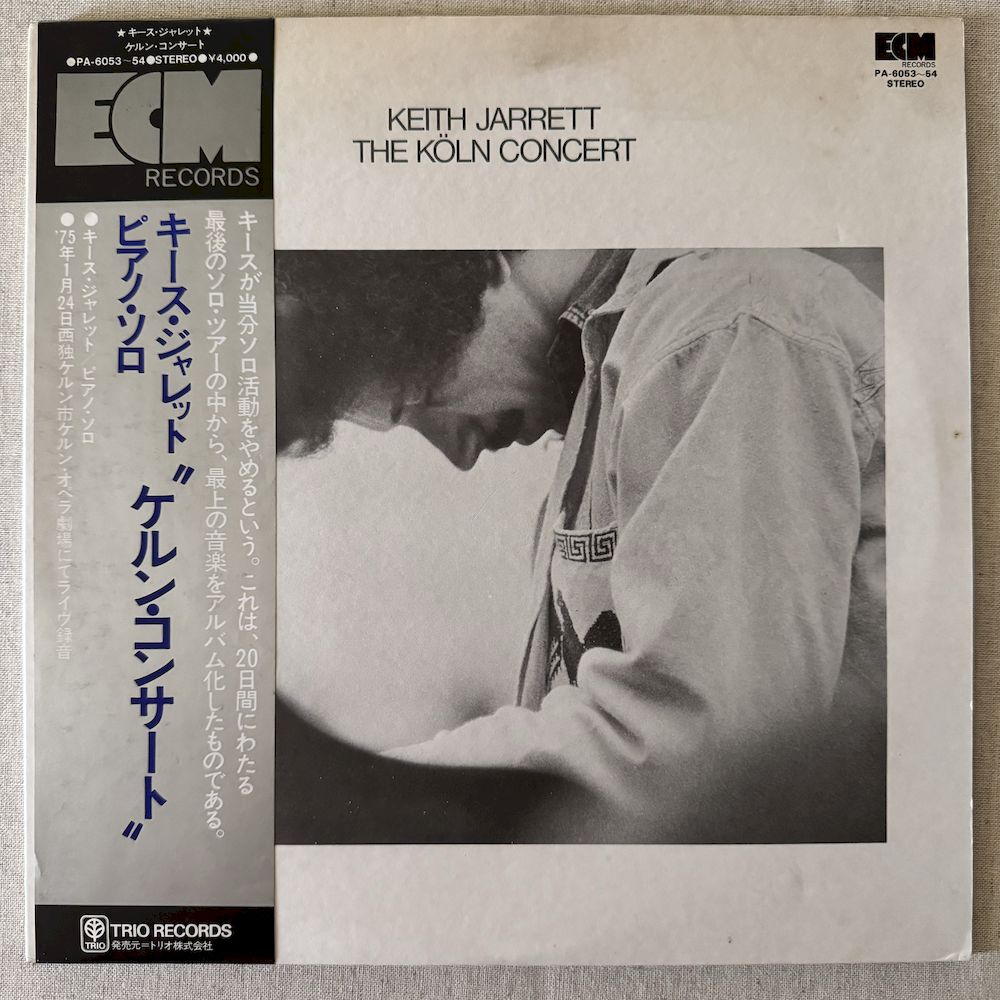 ★キース・ジャレット★
ケルン・コンサート
●PA-6053～54●STEREO●¥4,000●
ECM
RECORDS
キースが当分ソロ活動をやめるという。これは、20日間にわたる
最後のソロ・ツアーの中から、最上の音楽をアルバム化したものである。
キース・ジャレット〝ケルン・コンサート〟
ピアノ・ソロ
●キース・ジャレット／ピアノ・ソロ
●'75年1月24日西独ケルン市ケルン・オペラ劇場にてライヴ録音
TRIO
TRIO RECORDS
発売元＝トリオ株式会社
KEITH JARRETT
THE KÖLN CONCERT
ECM
RECORDS
PA-6053～54
STEREO